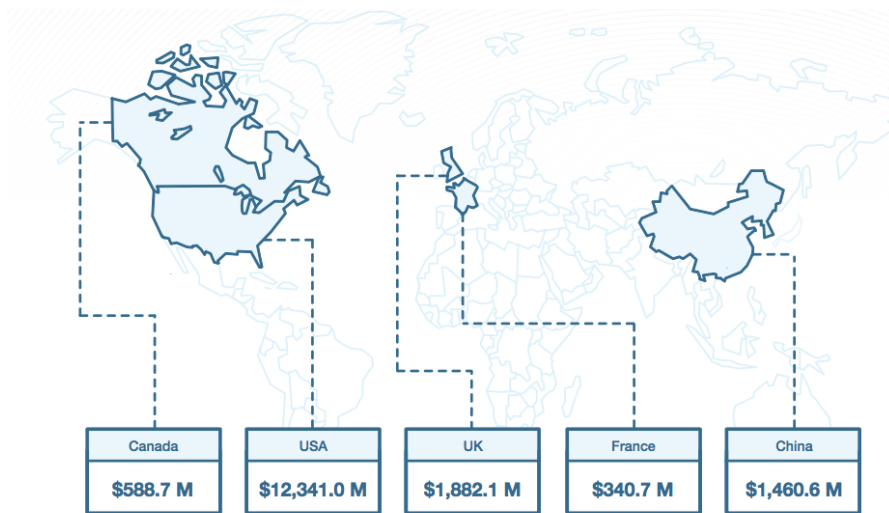 Canada
USA
UK
France
China
$588.7 M
$12,341.0 M
$1,882.1 M
$340.7 M
$1,460.6 M